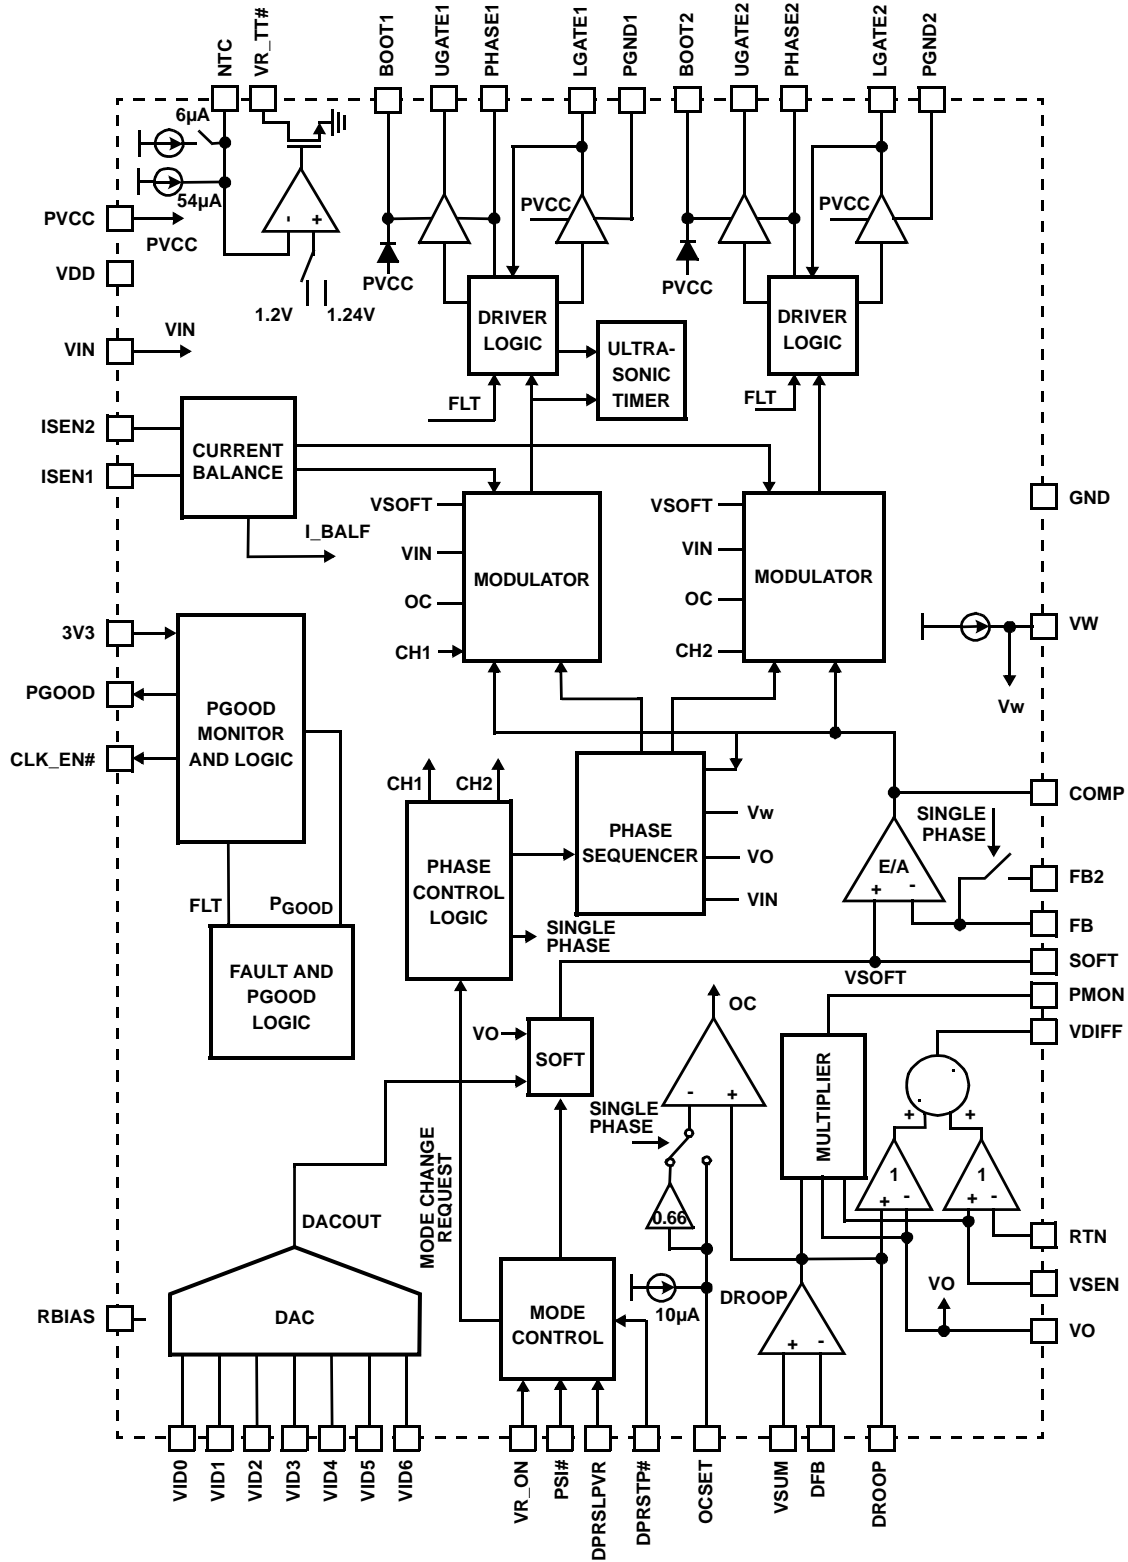 NTC
VR_TT#
BOOT1
UGATE1
PHASE1
LGATE1
PGND1
BOOT2
UGATE2
PHASE2
LGATE2
PGND2
6µA
54µA
- +
1.2V
1.24V
PVCC
PVCC
VDD
VIN
VIN
ISEN2
ISEN1
PVCC
PVCC
PVCC
PVCC
DRIVER
LOGIC
ULTRA-
SONIC
TIMER
DRIVER
LOGIC
FLT
FLT
CURRENT
BALANCE
I_BALF
VSOFT
VIN
OC
CH1
MODULATOR
VSOFT
VIN
OC
CH2
MODULATOR
GND
VW
Vw
3V3
PGOOD
CLK_EN#
PGOOD
MONITOR
AND LOGIC
FLT
PGOOD
FAULT AND
PGOOD
LOGIC
CH1
CH2
PHASE
CONTROL
LOGIC
SINGLE
PHASE
PHASE
SEQUENCER
Vw
VO
VIN
COMP
SINGLE
PHASE
E/A
+ -
FB2
FB
SOFT
VSOFT
PMON
VDIFF
VO
SOFT
OC
- +
SINGLE
PHASE
0.66
MULTIPLIER
- -
+ +
1
+ -
1
+ -
RTN
VSEN
VO
VO
MODE CHANGE
REQUEST
DACOUT
DAC
RBIAS
MODE
CONTROL
10µA
DROOP
+ -
VID0
VID1
VID2
VID3
VID4
VID5
VID6
VR_ON
PSI#
DPRSLPVR
DPRSTP#
OCSET
VSUM
DFB
DROOP